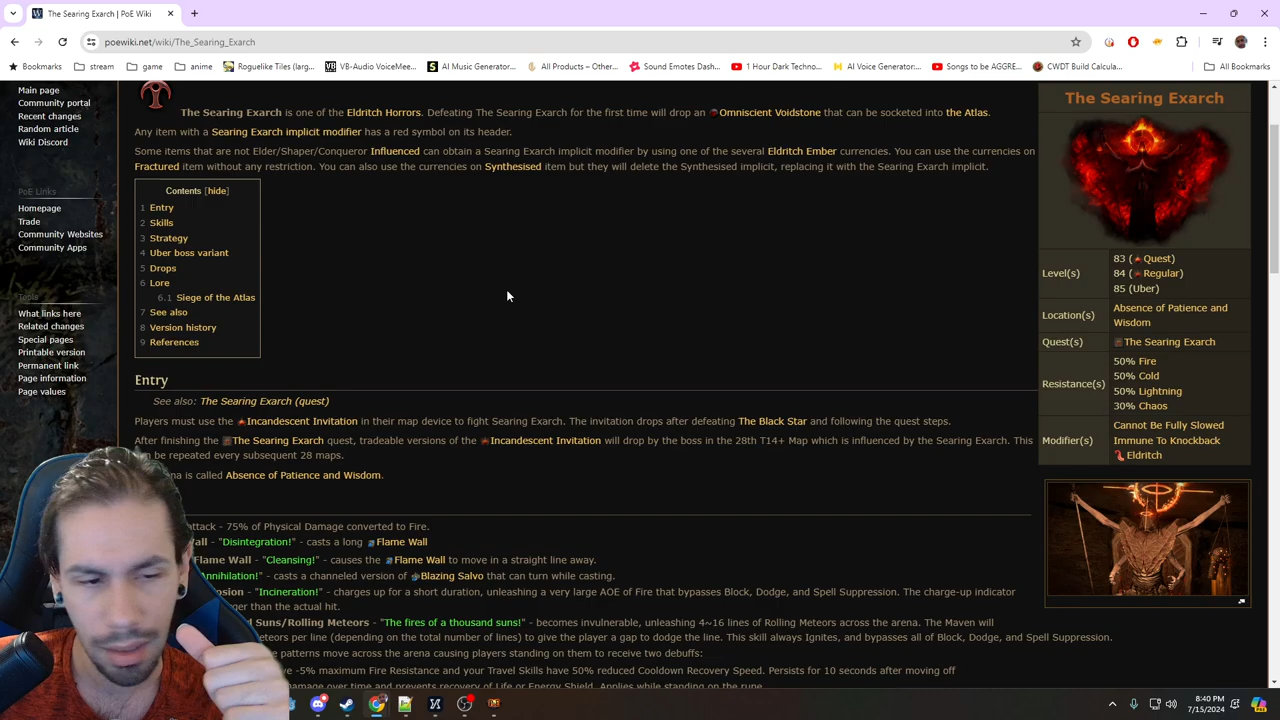 The Searing Exarch | PoE Wiki
poewiki.net/wiki/The_Searing_Exarch
Bookmarks
stream
game
anime
Roguelike Tiles (larg...
VB-Audio VoiceMee...
AI Music Generator:...
All Products – Other...
Sound Emotes Dash...
1 Hour Dark Techno...
AI Voice Generator:...
Songs to be AGGRE...
CWDT Build Calcula...
All Bookmarks
Main page
Community portal
Recent changes
Random article
Wiki Discord
PoE Links
Homepage
Trade
Community Websites
Community Apps
Tools
What links here
Related changes
Special pages
Printable version
Permanent link
Page information
Page values
The Searing Exarch is one of the Eldritch Horrors. Defeating The Searing Exarch for the first time will drop an Omniscient Voidstone that can be socketed into the Atlas.
Any item with a Searing Exarch implicit modifier has a red symbol on its header.
Some items that are not Elder/Shaper/Conqueror Influenced can obtain a Searing Exarch implicit modifier by using one of the several Eldritch Ember currencies. You can use the currencies on
Fractured item without any restriction. You can also use the currencies on Synthesised item but they will delete the Synthesised implicit, replacing it with the Searing Exarch implicit.
Contents [hide]
1 Entry
2 Skills
3 Strategy
4 Uber boss variant
5 Drops
6 Lore
6.1 Siege of the Atlas
7 See also
8 Version history
9 References
Entry
See also: The Searing Exarch (quest)
Players must use the Incandescent Invitation in their map device to fight Searing Exarch. The invitation drops after defeating The Black Star and following the quest steps.
After finishing the The Searing Exarch quest, tradeable versions of the Incandescent Invitation will drop by the boss in the 28th T14+ Map which is influenced by the Searing Exarch. This
be repeated every subsequent 28 maps.
is called Absence of Patience and Wisdom.
attack - 75% of Physical Damage converted to Fire.
"Disintegration!" - casts a long Flame Wall
Flame Wall - "Cleansing!" - causes the Flame Wall to move in a straight line away.
nnihilation!" - casts a channeled version of Blazing Salvo that can turn while casting.
"Incineration!" - charges up for a short duration, unleashing a very large AOE of Fire that bypasses Block, Dodge, and Spell Suppression. The charge-up indicator
than the actual hit.
Suns/Rolling Meteors - "The fires of a thousand suns!" - becomes invulnerable, unleashing 4~16 lines of Rolling Meteors across the arena. The Maven will
meteors per line (depending on the total number of lines) to give the player a gap to dodge the line. This skill always Ignites, and bypasses all of Block, Dodge, and Spell Suppression.
patterns move across the arena causing players standing on them to receive two debuffs:
-5% maximum Fire Resistance and your Travel Skills have 50% reduced Cooldown Recovery Speed. Persists for 10 seconds after moving off
damage over time and prevents recovery of Life or Energy Shield. Applies while standing on the rune.
The Searing Exarch
Level(s)
83 (Quest)
84 (Regular)
85 (Uber)
Location(s)
Absence of Patience and
Wisdom
Quest(s)
The Searing Exarch
Resistance(s)
50% Fire
50% Cold
50% Lightning
30% Chaos
Modifier(s)
Cannot Be Fully Slowed
Immune To Knockback
Eldritch
8:40 PM
7/15/2024